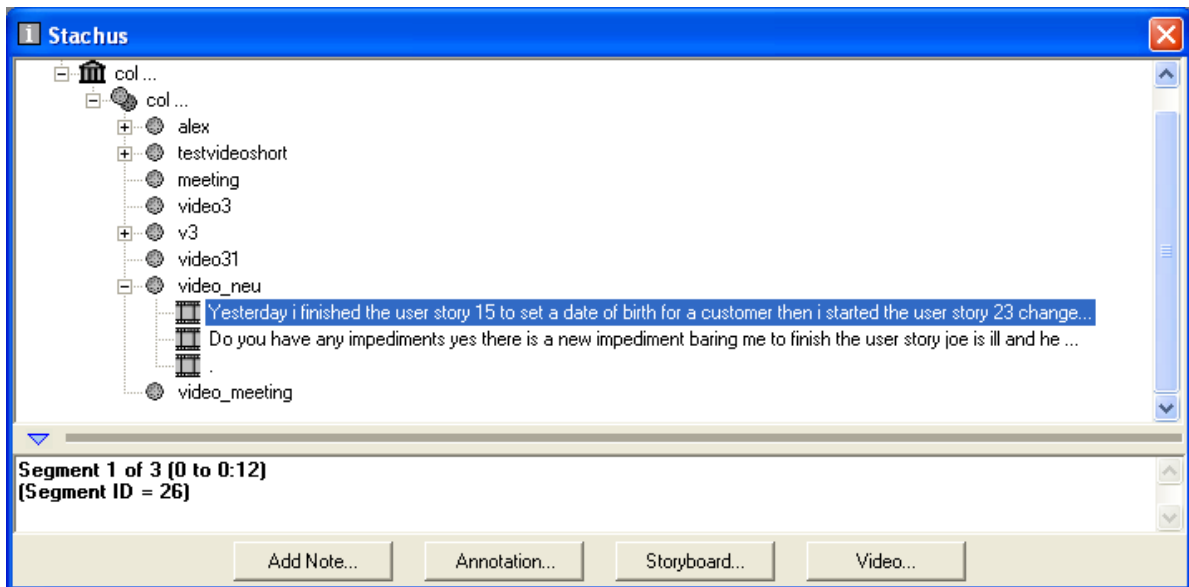 Stachus
col ...
col ...
alex
testvideoshort
meeting
video3
v3
video31
video_neu
Yesterday i finished the user story 15 to set a date of birth for a customer then i started the user story 23 change...
Do you have any impediments yes there is a new impediment baring me to finish the user story joe is ill and he ...
.
video_meeting
Segment 1 of 3 (0 to 0:12)
(Segment ID = 26)
Add Note... Annotation... Storyboard... Video...